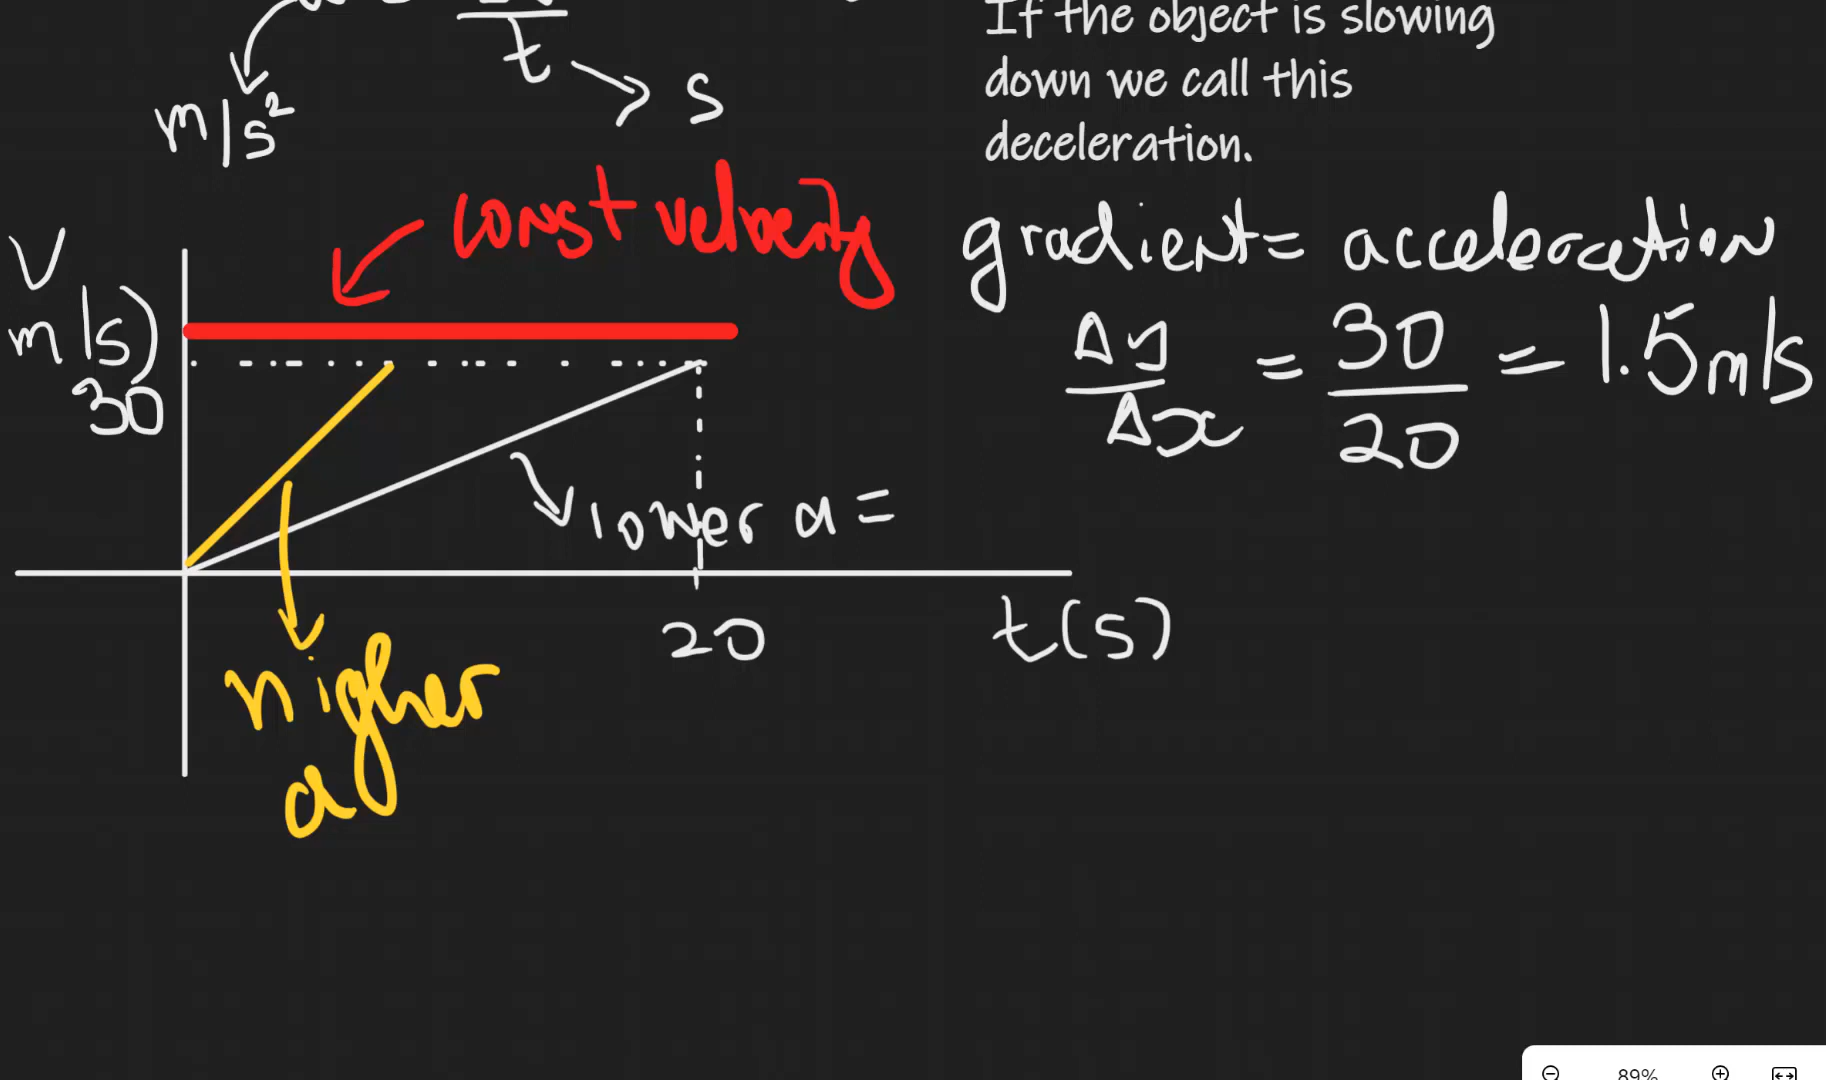 t → s
m/s²
If the object is slowing
down we call this
deceleration.
const velocity
gradient = acceleration
V
m/s)
30
Δy/Δx = 30/20 = 1.5m/s
lower a =
20
t(s)
higher
a
89%